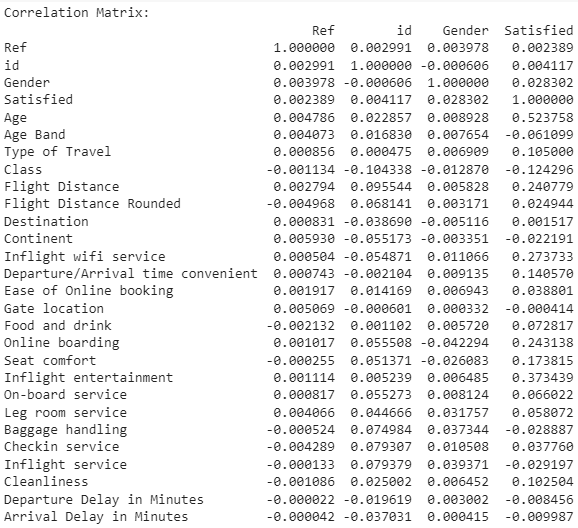 Correlation Matrix:
Ref id Gender Satisfied
Ref 1.000000 0.002991 0.003978 0.002389
id 0.002991 1.000000 -0.000606 0.004117
Gender 0.003978 -0.000606 1.000000 0.028302
Satisfied 0.002389 0.004117 0.028302 1.000000
Age 0.004786 0.022857 0.008928 0.523758
Age Band 0.004073 0.016830 0.007654 -0.061099
Type of Travel 0.000856 0.000475 0.006909 0.105000
Class -0.001134 -0.104338 -0.012870 -0.124296
Flight Distance 0.002794 0.095544 0.005828 0.240779
Flight Distance Rounded -0.004968 0.068141 0.003171 0.024944
Destination 0.000831 -0.038690 -0.005116 0.001517
Continent 0.005930 -0.055173 -0.003351 -0.022191
Inflight wifi service 0.000504 -0.054871 0.011066 0.273733
Departure/Arrival time convenient 0.000743 -0.002104 0.009135 0.140570
Ease of Online booking 0.001917 0.014169 0.006943 0.038801
Gate location 0.005069 -0.000601 0.000332 -0.000414
Food and drink -0.002132 0.001102 0.005720 0.072817
Online boarding 0.001017 0.055508 -0.042294 0.243138
Seat comfort -0.000255 0.051371 -0.026083 0.173815
Inflight entertainment 0.001114 0.005239 0.006485 0.373439
On-board service 0.000817 0.055273 0.008124 0.066022
Leg room service 0.004066 0.044666 0.031757 0.058072
Baggage handling -0.000524 0.074984 0.037344 -0.028887
Checkin service -0.004289 0.079307 0.010508 0.037760
Inflight service -0.000133 0.079379 0.039371 -0.029197
Cleanliness -0.001086 0.025002 0.006452 0.102504
Departure Delay in Minutes -0.000022 -0.019619 0.003002 -0.008456
Arrival Delay in Minutes -0.000042 -0.037031 0.000415 -0.009987